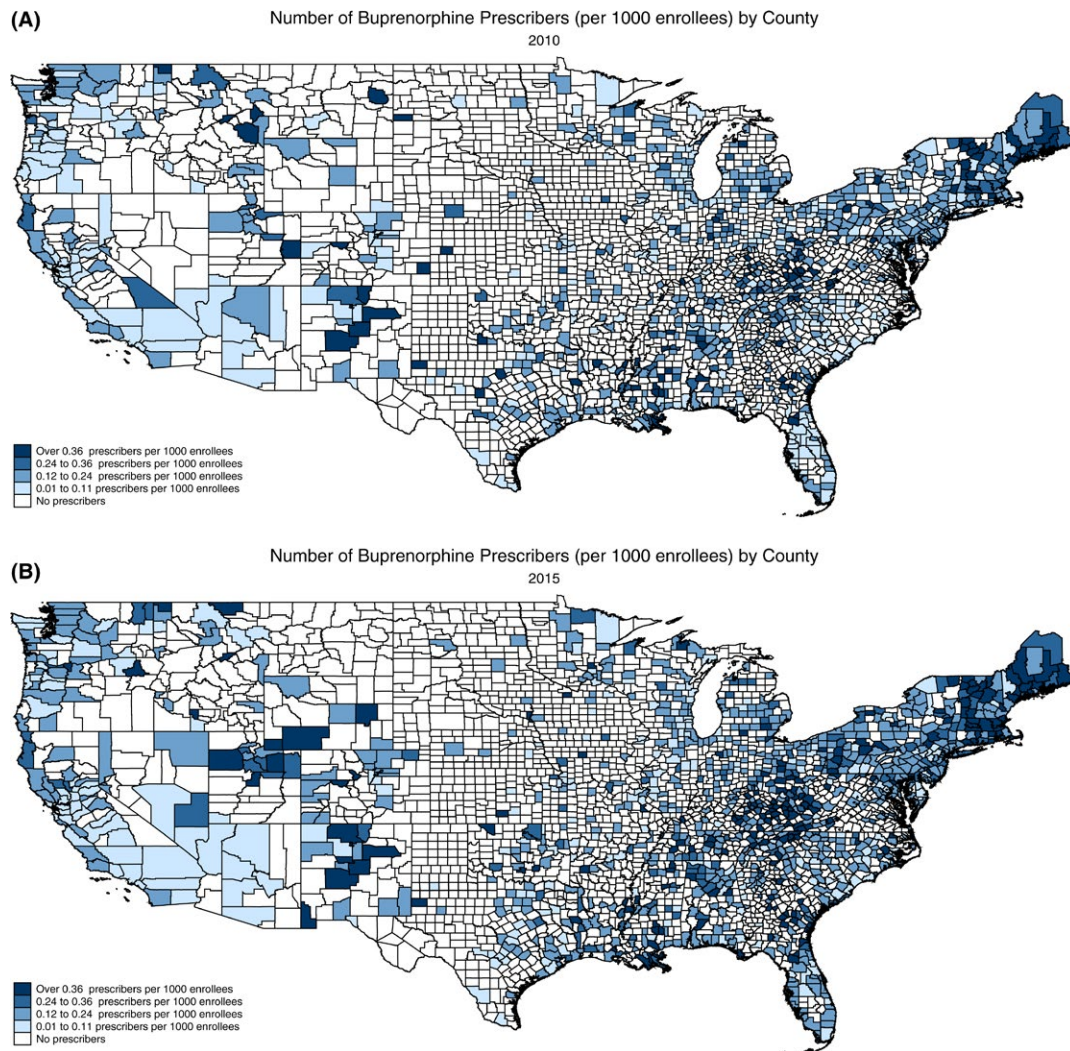 (A)
Number of Buprenorphine Prescribers (per 1000 enrollees) by County
2010
Over 0.36 prescribers per 1000 enrollees
0.24 to 0.36 prescribers per 1000 enrollees
0.12 to 0.24 prescribers per 1000 enrollees
0.01 to 0.11 prescribers per 1000 enrollees
No prescribers
(B)
Number of Buprenorphine Prescribers (per 1000 enrollees) by County
2015
Over 0.36 prescribers per 1000 enrollees
0.24 to 0.36 prescribers per 1000 enrollees
0.12 to 0.24 prescribers per 1000 enrollees
0.01 to 0.11 prescribers per 1000 enrollees
No prescribers